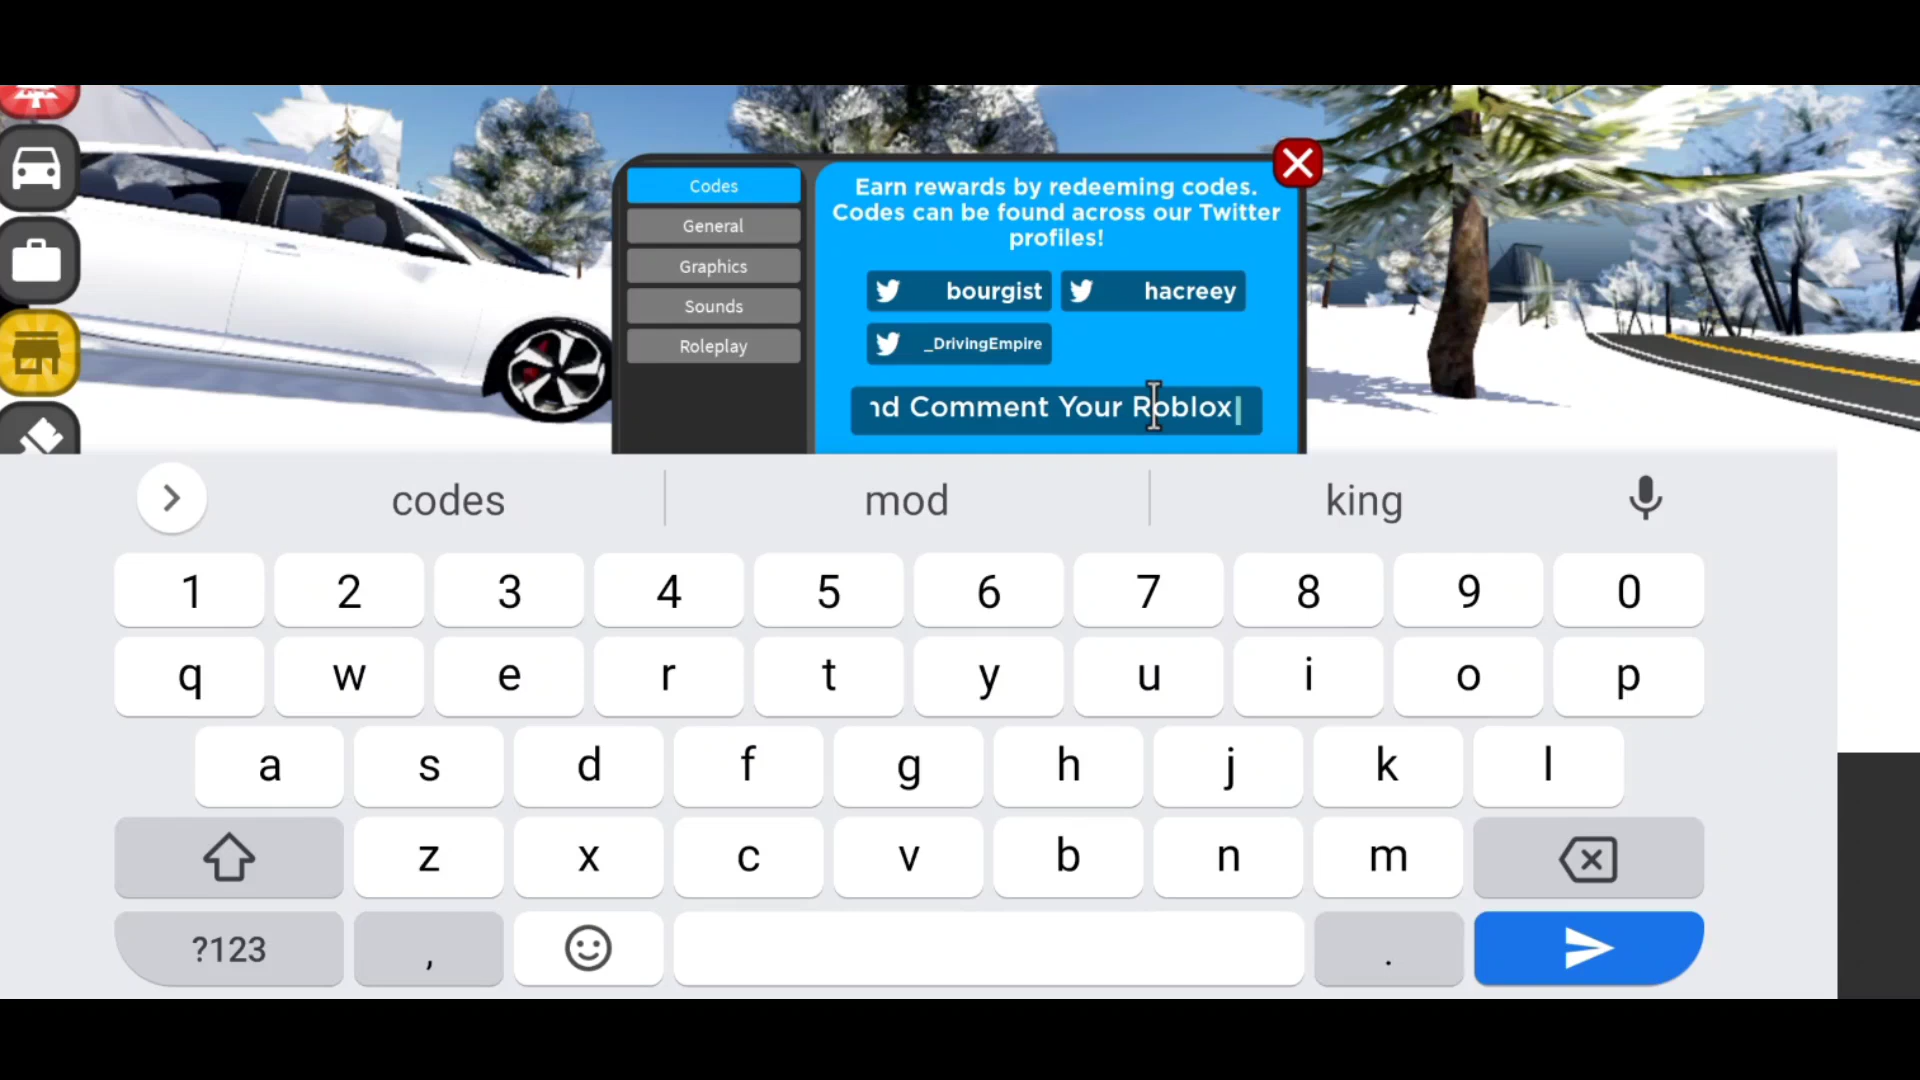 Codes
General
Graphics
Sounds
Roleplay
Earn rewards by redeeming codes.
Codes can be found across our Twitter
profiles!
bourgist
hacreey
_DrivingEmpire
nd Comment Your Roblox
codes mod king
1 2 3 4 5 6 7 8 9 0
q w e r t y u i o p
a s d f g h j k l
z x c v b n m
?123 , .